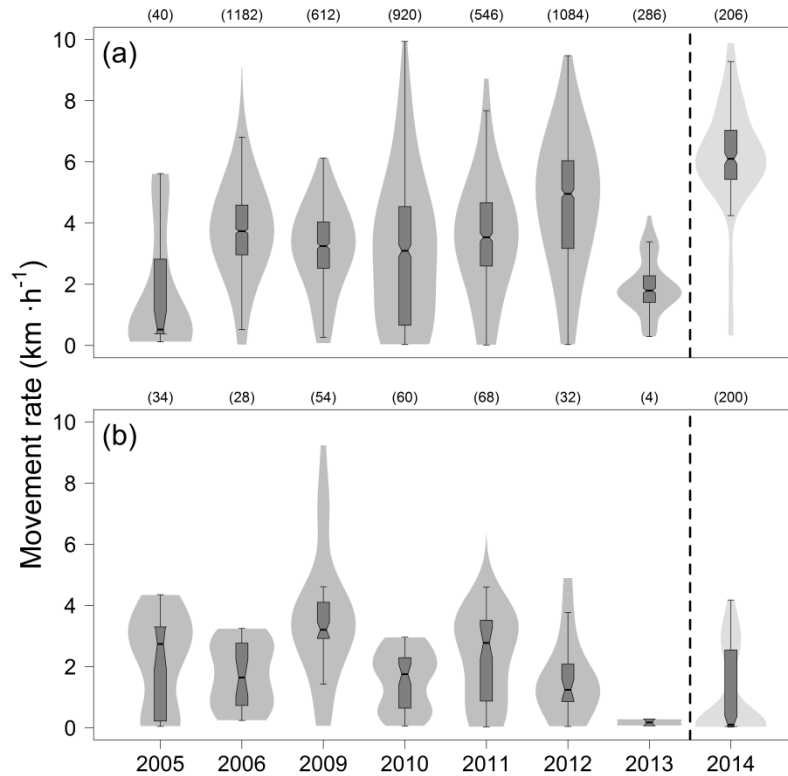 (40) (1182) (612) (920) (546) (1084) (286) (206)
(a)
10
8
6
4
2
0
Movement rate (km ·h⁻¹)
(34) (28) (54) (60) (68) (32) (4) (200)
(b)
10
8
6
4
2
0
2005 2006 2009 2010 2011 2012 2013 2014